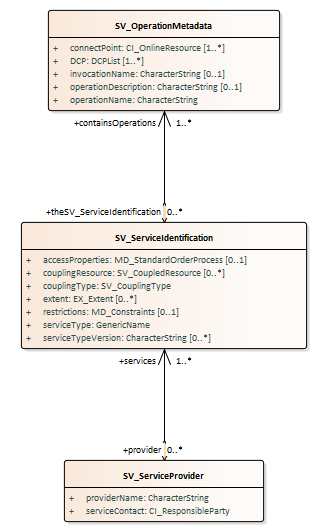 SV_OperationMetadata
+ connectPoint: CI_OnlineResource [1..*]
+ DCP: DCPList [1..*]
+ invocationName: CharacterString [0..1]
+ operationDescription: CharacterString [0..1]
+ operationName: CharacterString
+containsOperations 1..*
+theSV_ServiceIdentification 0..*
SV_ServiceIdentification
+ accessProperties: MD_StandardOrderProcess [0..1]
+ couplingResource: SV_CoupledResource [0..*]
+ couplingType: SV_CouplingType
+ extent: EX_Extent [0..*]
+ restrictions: MD_Constraints [0..1]
+ serviceType: GenericName
+ serviceTypeVersion: CharacterString [0..*]
+services 1..*
+provider 0..*
SV_ServiceProvider
+ providerName: CharacterString
+ serviceContact: CI_ResponsibleParty